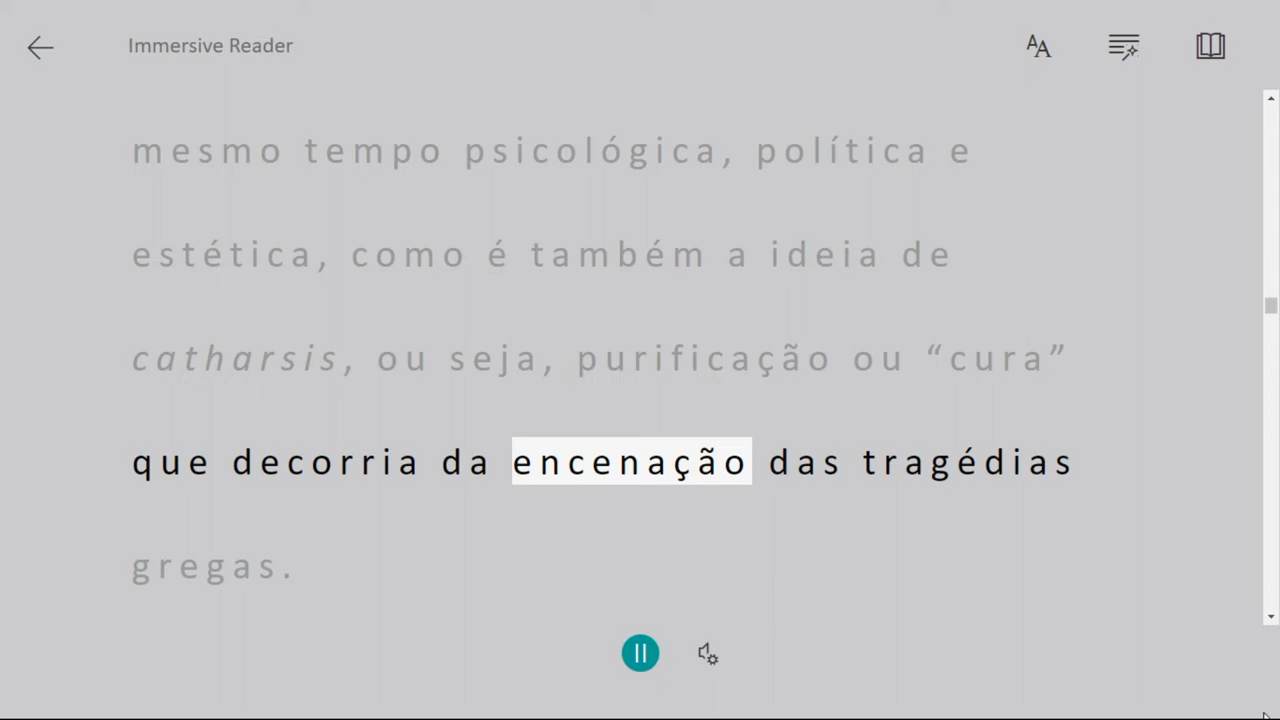 Immersive Reader
mesmo tempo psicológica, política e
estética, como é também a ideia de
catharsis, ou seja, purificação ou “cura”
que decorria da encenação das tragédias
gregas.